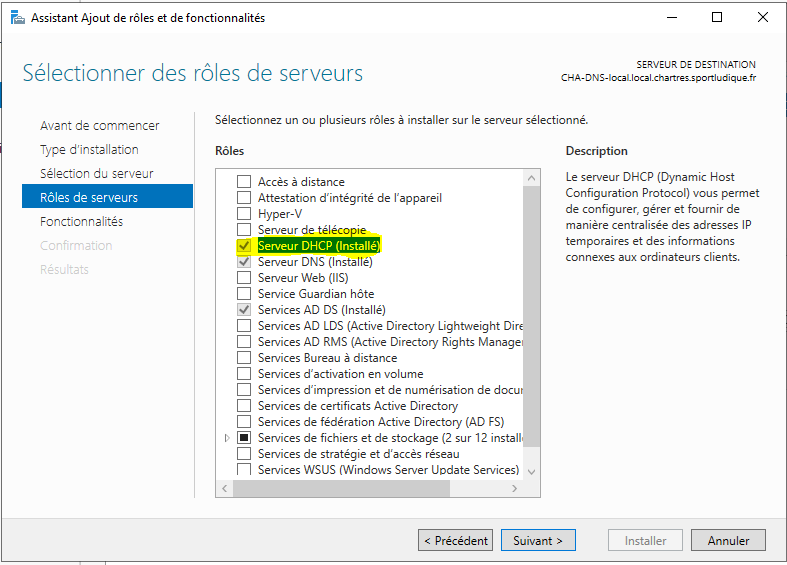 Assistant Ajout de rôles et de fonctionnalités
Sélectionner des rôles de serveurs
SERVEUR DE DESTINATION
CHA-DNS-local.local.chartres.sportludique.fr
Avant de commencer
Type d'installation
Sélection du serveur
Rôles de serveurs
Fonctionnalités
Confirmation
Résultats
Sélectionnez un ou plusieurs rôles à installer sur le serveur sélectionné.
Rôles
Accès à distance
Attestation d'intégrité de l'appareil
Hyper-V
Serveur de télécopie
Serveur DHCP (Installé)
Serveur DNS (Installé)
Serveur Web (IIS)
Service Guardian hôte
Services AD DS (Installé)
Services AD LDS (Active Directory Lightweight Dire
Services AD RMS (Active Directory Rights Manager
Services Bureau à distance
Services d'activation en volume
Services d'impression et de numérisation de docu
Services de certificats Active Directory
Services de fédération Active Directory (AD FS)
Services de fichiers et de stockage (2 sur 12 install
Services de stratégie et d'accès réseau
Services WSUS (Windows Server Update Services)
Description
Le serveur DHCP (Dynamic Host
Configuration Protocol) vous permet
de configurer, gérer et fournir de
manière centralisée des adresses IP
temporaires et des informations
connexes aux ordinateurs clients.
< Précédent
Suivant >
Installer
Annuler